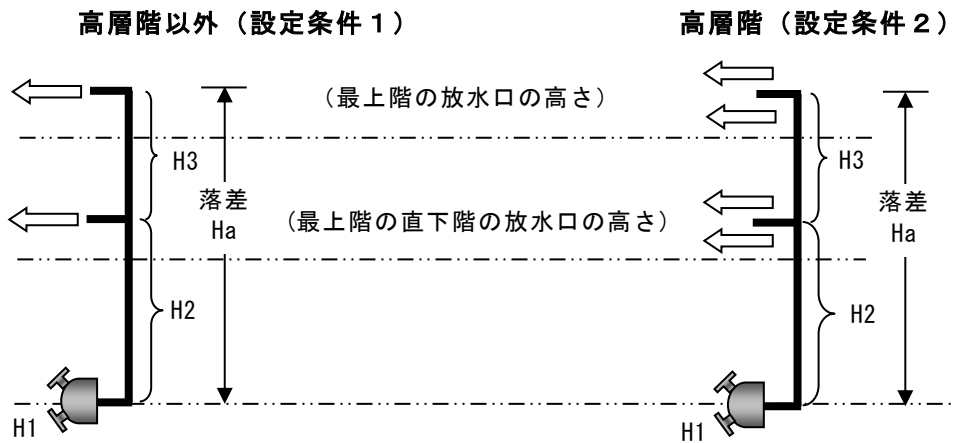 高層階以外（設定条件１）
高層階（設定条件２）
（最上階の放水口の高さ）
H3
H3
落差
Ha
落差
Ha
（最上階の直下階の放水口の高さ）
H2
H2
H1
H1